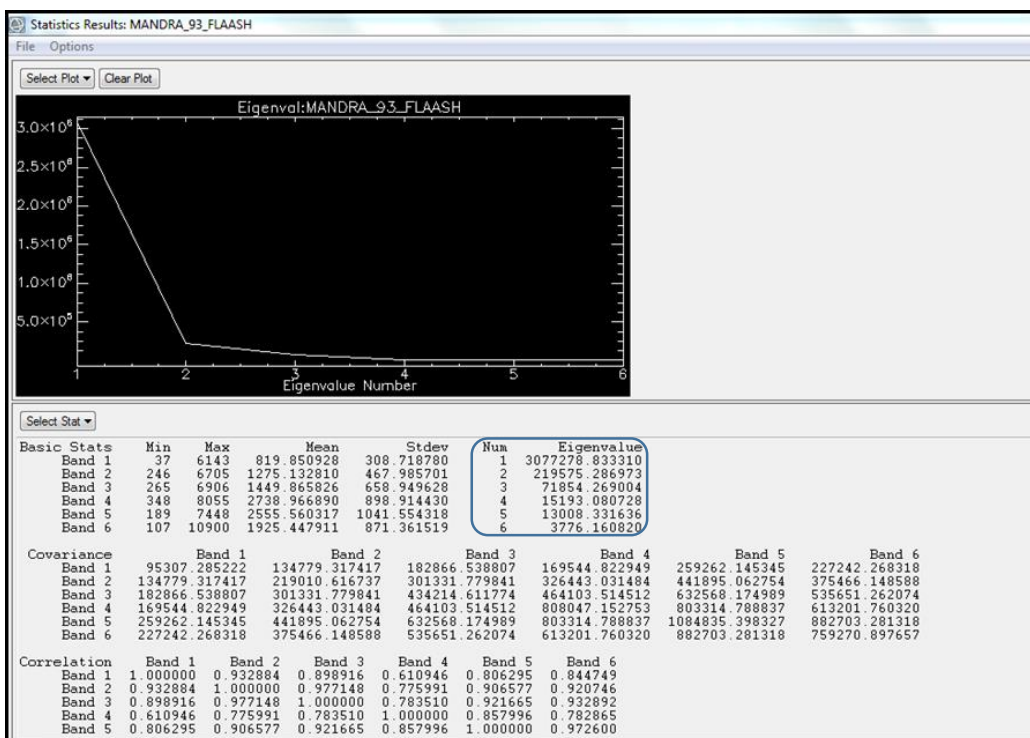 Statistics Results: MANDRA_93_FLAASH
File Options
Select Plot Clear Plot
Eigenval:MANDRA_93_FLAASH
3.0×10⁶
2.5×10⁶
2.0×10⁶
1.5×10⁶
1.0×10⁶
5.0×10⁵
1 2 3 4 5 6
Eigenvalue Number
Select Stat
Basic Stats Min Max Mean Stdev Num Eigenvalue
Band 1 37 6143 819.850928 308.718780 1 3077278.833310
Band 2 246 6705 1275.132810 467.985701 2 219575.286973
Band 3 265 6906 1449.865826 658.949628 3 71854.269004
Band 4 348 8055 2738.966890 898.914430 4 15193.080728
Band 5 189 7448 2555.560317 1041.554318 5 13008.331636
Band 6 107 10900 1925.447911 871.361519 6 3776.160820
Covariance Band 1 Band 2 Band 3 Band 4 Band 5 Band 6
Band 1 95307.285222 134779.317417 182866.538807 169544.822949 259262.145345 227242.268318
Band 2 134779.317417 219010.616737 301331.779841 326443.031484 441895.062754 375466.148588
Band 3 182866.538807 301331.779841 434214.611774 464103.514512 632568.174989 535651.262074
Band 4 169544.822949 326443.031484 464103.514512 808047.152753 803314.788837 613201.760320
Band 5 259262.145345 441895.062754 632568.174989 803314.788837 1084835.398327 882703.281318
Band 6 227242.268318 375466.148588 535651.262074 613201.760320 882703.281318 759270.897657
Correlation Band 1 Band 2 Band 3 Band 4 Band 5 Band 6
Band 1 1.000000 0.932884 0.898916 0.610946 0.806295 0.844749
Band 2 0.932884 1.000000 0.977148 0.775991 0.906577 0.920746
Band 3 0.898916 0.977148 1.000000 0.783510 0.921665 0.932892
Band 4 0.610946 0.775991 0.783510 1.000000 0.857996 0.782865
Band 5 0.806295 0.906577 0.921665 0.857996 1.000000 0.972600